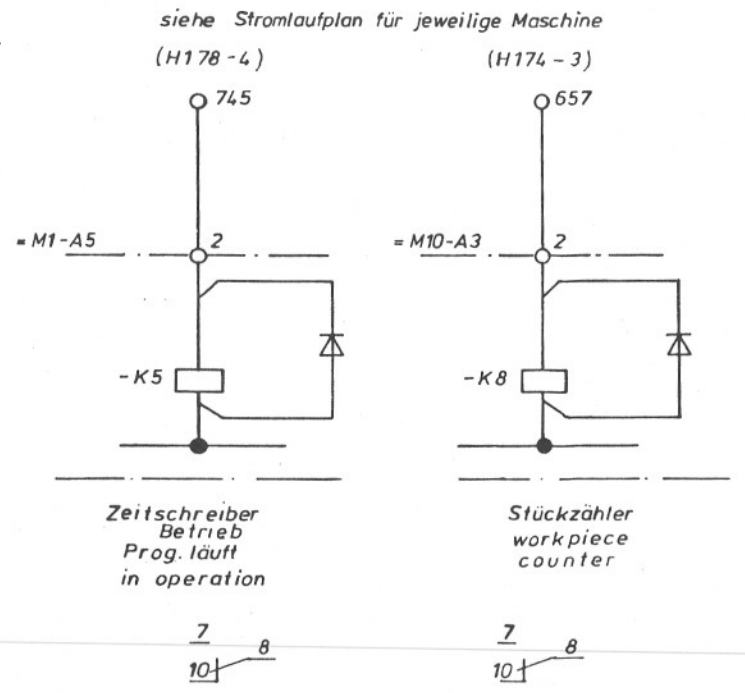 siehe Stromlaufplan für jeweilige Maschine
(H178-4)
(H174-3)
745
657
= M1-A5
2
= M10-A3
2
-K5
-K8
Zeitschreiber
Betrieb
Prog. läuft
in operation
Stückzähler
workpiece
counter
7
8
10
7
8
10